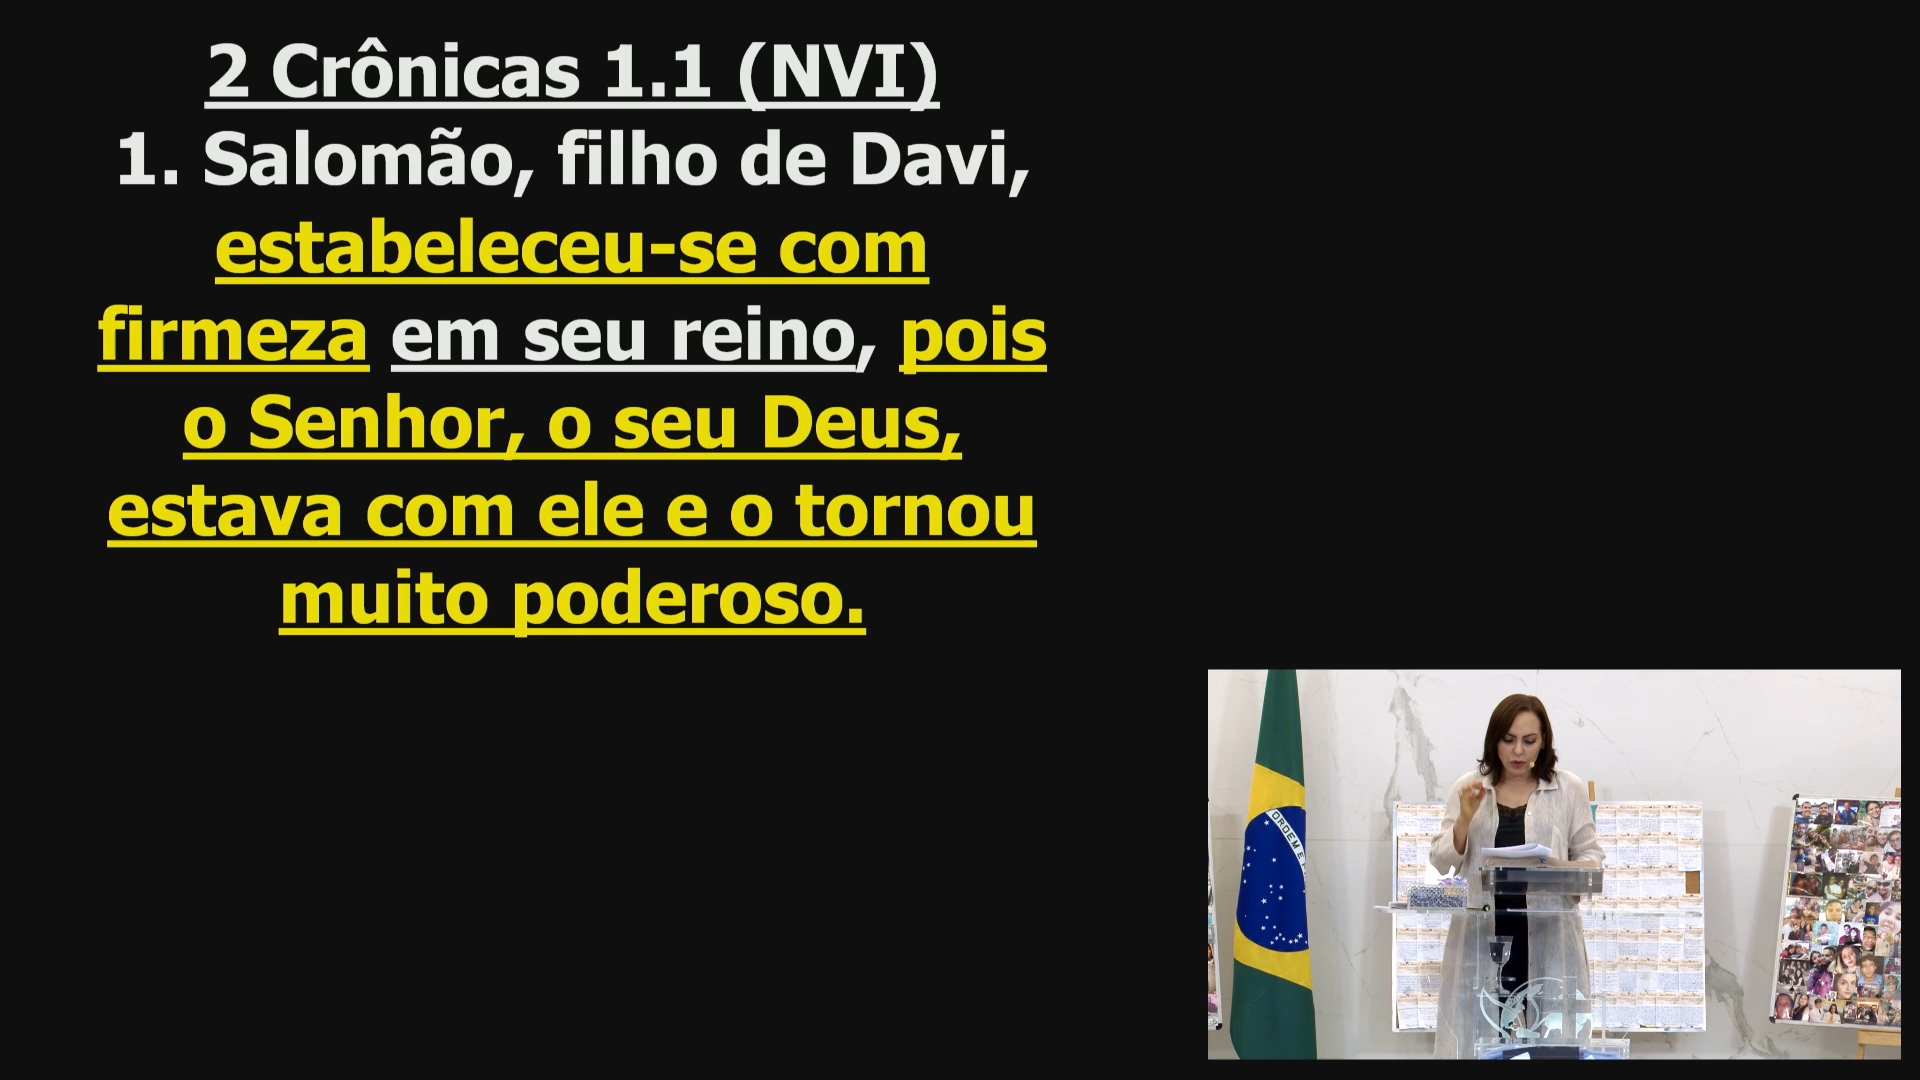 2 Crônicas 1.1 (NVI)
1. Salomão, filho de Davi,
estabeleceu-se com
firmeza em seu reino, pois
o Senhor, o seu Deus,
estava com ele e o tornou
muito poderoso.
ORDEM E